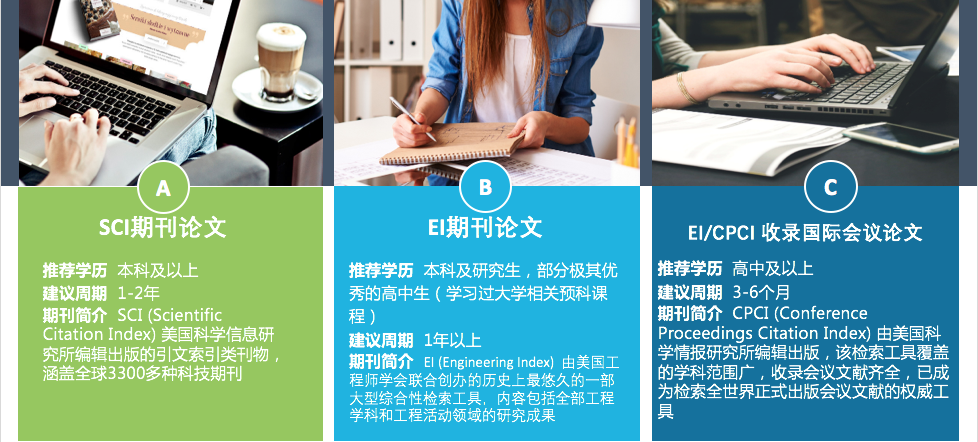 A
SCI期刊论文
推荐学历 本科及以上
建议周期 1-2年
期刊简介 SCI (Scientific
Citation Index) 美国科学信息研
究所编辑出版的引文索引类刊物，
涵盖全球3300多种科技期刊
B
EI期刊论文
推荐学历 本科及研究生，部分极其优
秀的高中生（学习过大学相关预科课
程）
建议周期 1年以上
期刊简介 EI (Engineering Index) 由美国工
程师学会联合创办的历史上最悠久的一部
大型综合性检索工具，内容包括全部工程
学科和工程活动领域的研究成果
C
EI/CPCI 收录国际会议论文
推荐学历 高中及以上
建议周期 3-6个月
期刊简介 CPCI (Conference
Proceedings Citation Index) 由美国科
学情报研究所编辑出版，该检索工具覆盖
的学科范围广，收录会议文献齐全，已成
为检索全世界正式出版会议文献的权威工
具